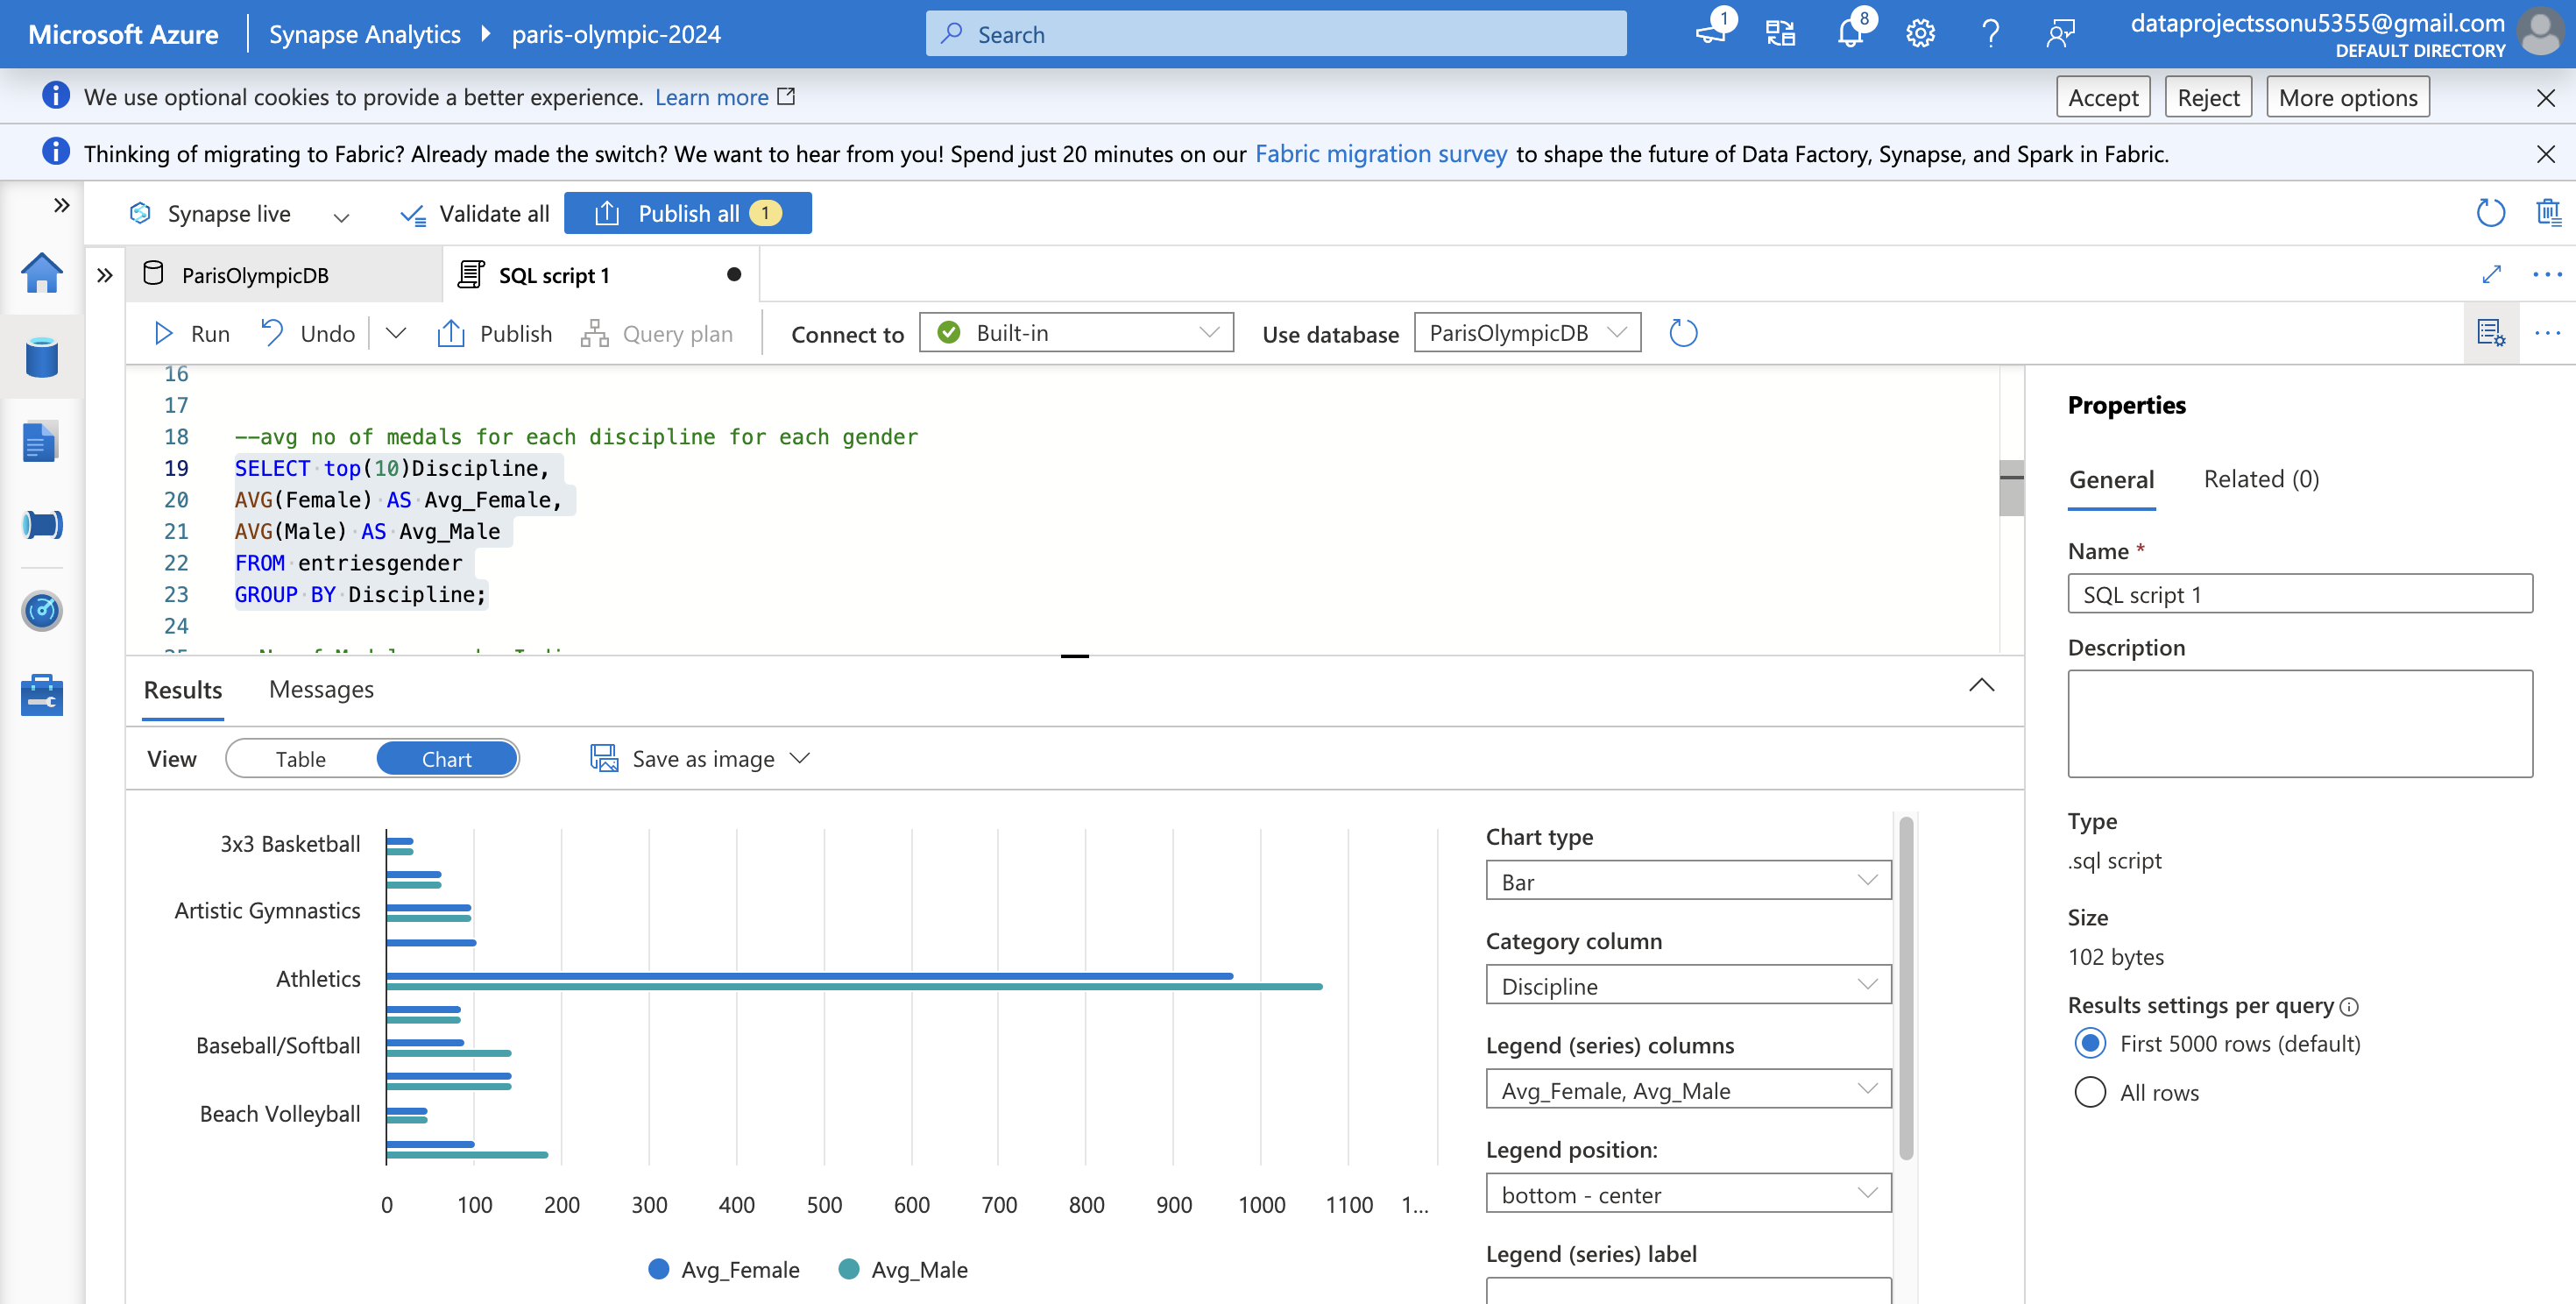 Microsoft Azure
Synapse Analytics
paris-olympic-2024
Search
1
8
dataprojectssonu5355@gmail.com
DEFAULT DIRECTORY
We use optional cookies to provide a better experience. Learn more
Accept
Reject
More options
Thinking of migrating to Fabric? Already made the switch? We want to hear from you! Spend just 20 minutes on our Fabric migration survey to shape the future of Data Factory, Synapse, and Spark in Fabric.
Synapse live
Validate all
Publish all 1
ParisOlympicDB
SQL script 1
Run
Undo
Publish
Query plan
Connect to
Built-in
Use database
ParisOlympicDB
16
17
18 --avg no of medals for each discipline for each gender
19 SELECT top(10)Discipline,
20 AVG(Female) AS Avg_Female,
21 AVG(Male) AS Avg_Male
22 FROM entriesgender
23 GROUP BY Discipline;
24
Results
Messages
View
Table
Chart
Save as image
3x3 Basketball
Artistic Gymnastics
Athletics
Baseball/Softball
Beach Volleyball
0 100 200 300 400 500 600 700 800 900 1000 1100 1...
Avg_Female
Avg_Male
Chart type
Bar
Category column
Discipline
Legend (series) columns
Avg_Female, Avg_Male
Legend position:
bottom - center
Legend (series) label
Properties
General
Related (0)
Name *
SQL script 1
Description
Type
.sql script
Size
102 bytes
Results settings per query
First 5000 rows (default)
All rows